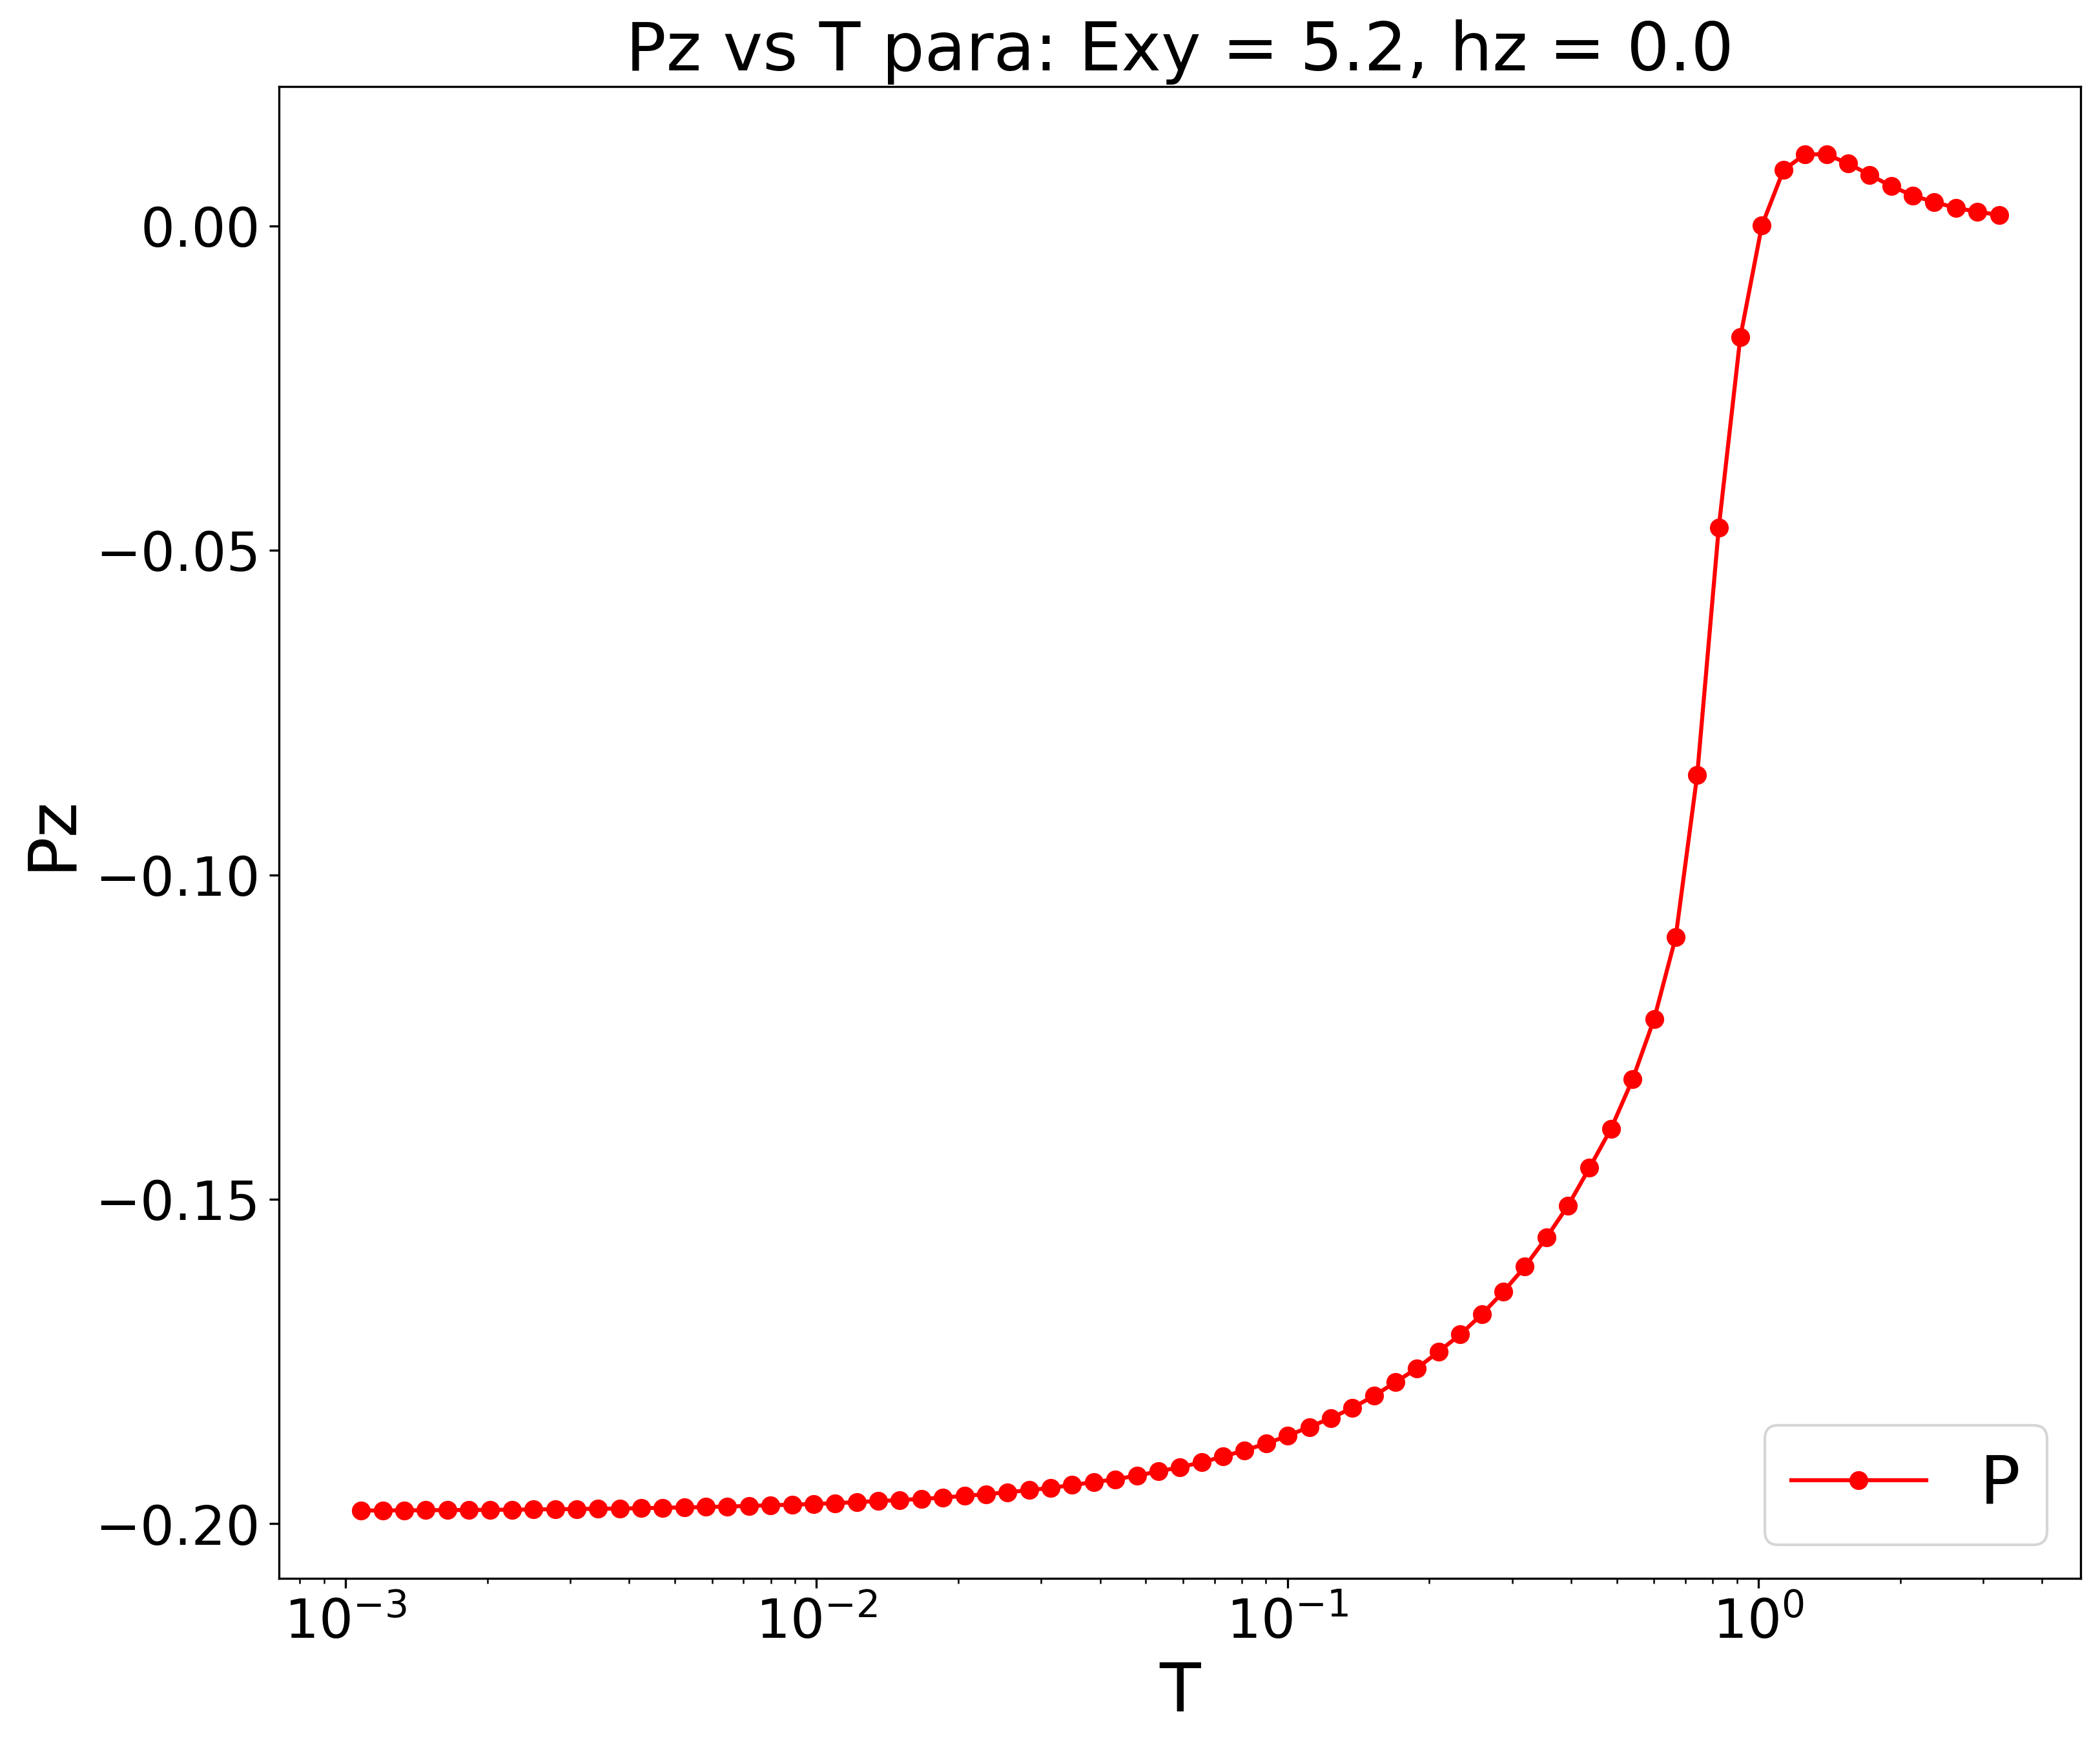 Pz vs T para: Exy = 5.2, hz = 0.0
Pz
0.00
−0.05
−0.10
−0.15
−0.20
10⁻³
10⁻²
10⁻¹
10⁰
T
P